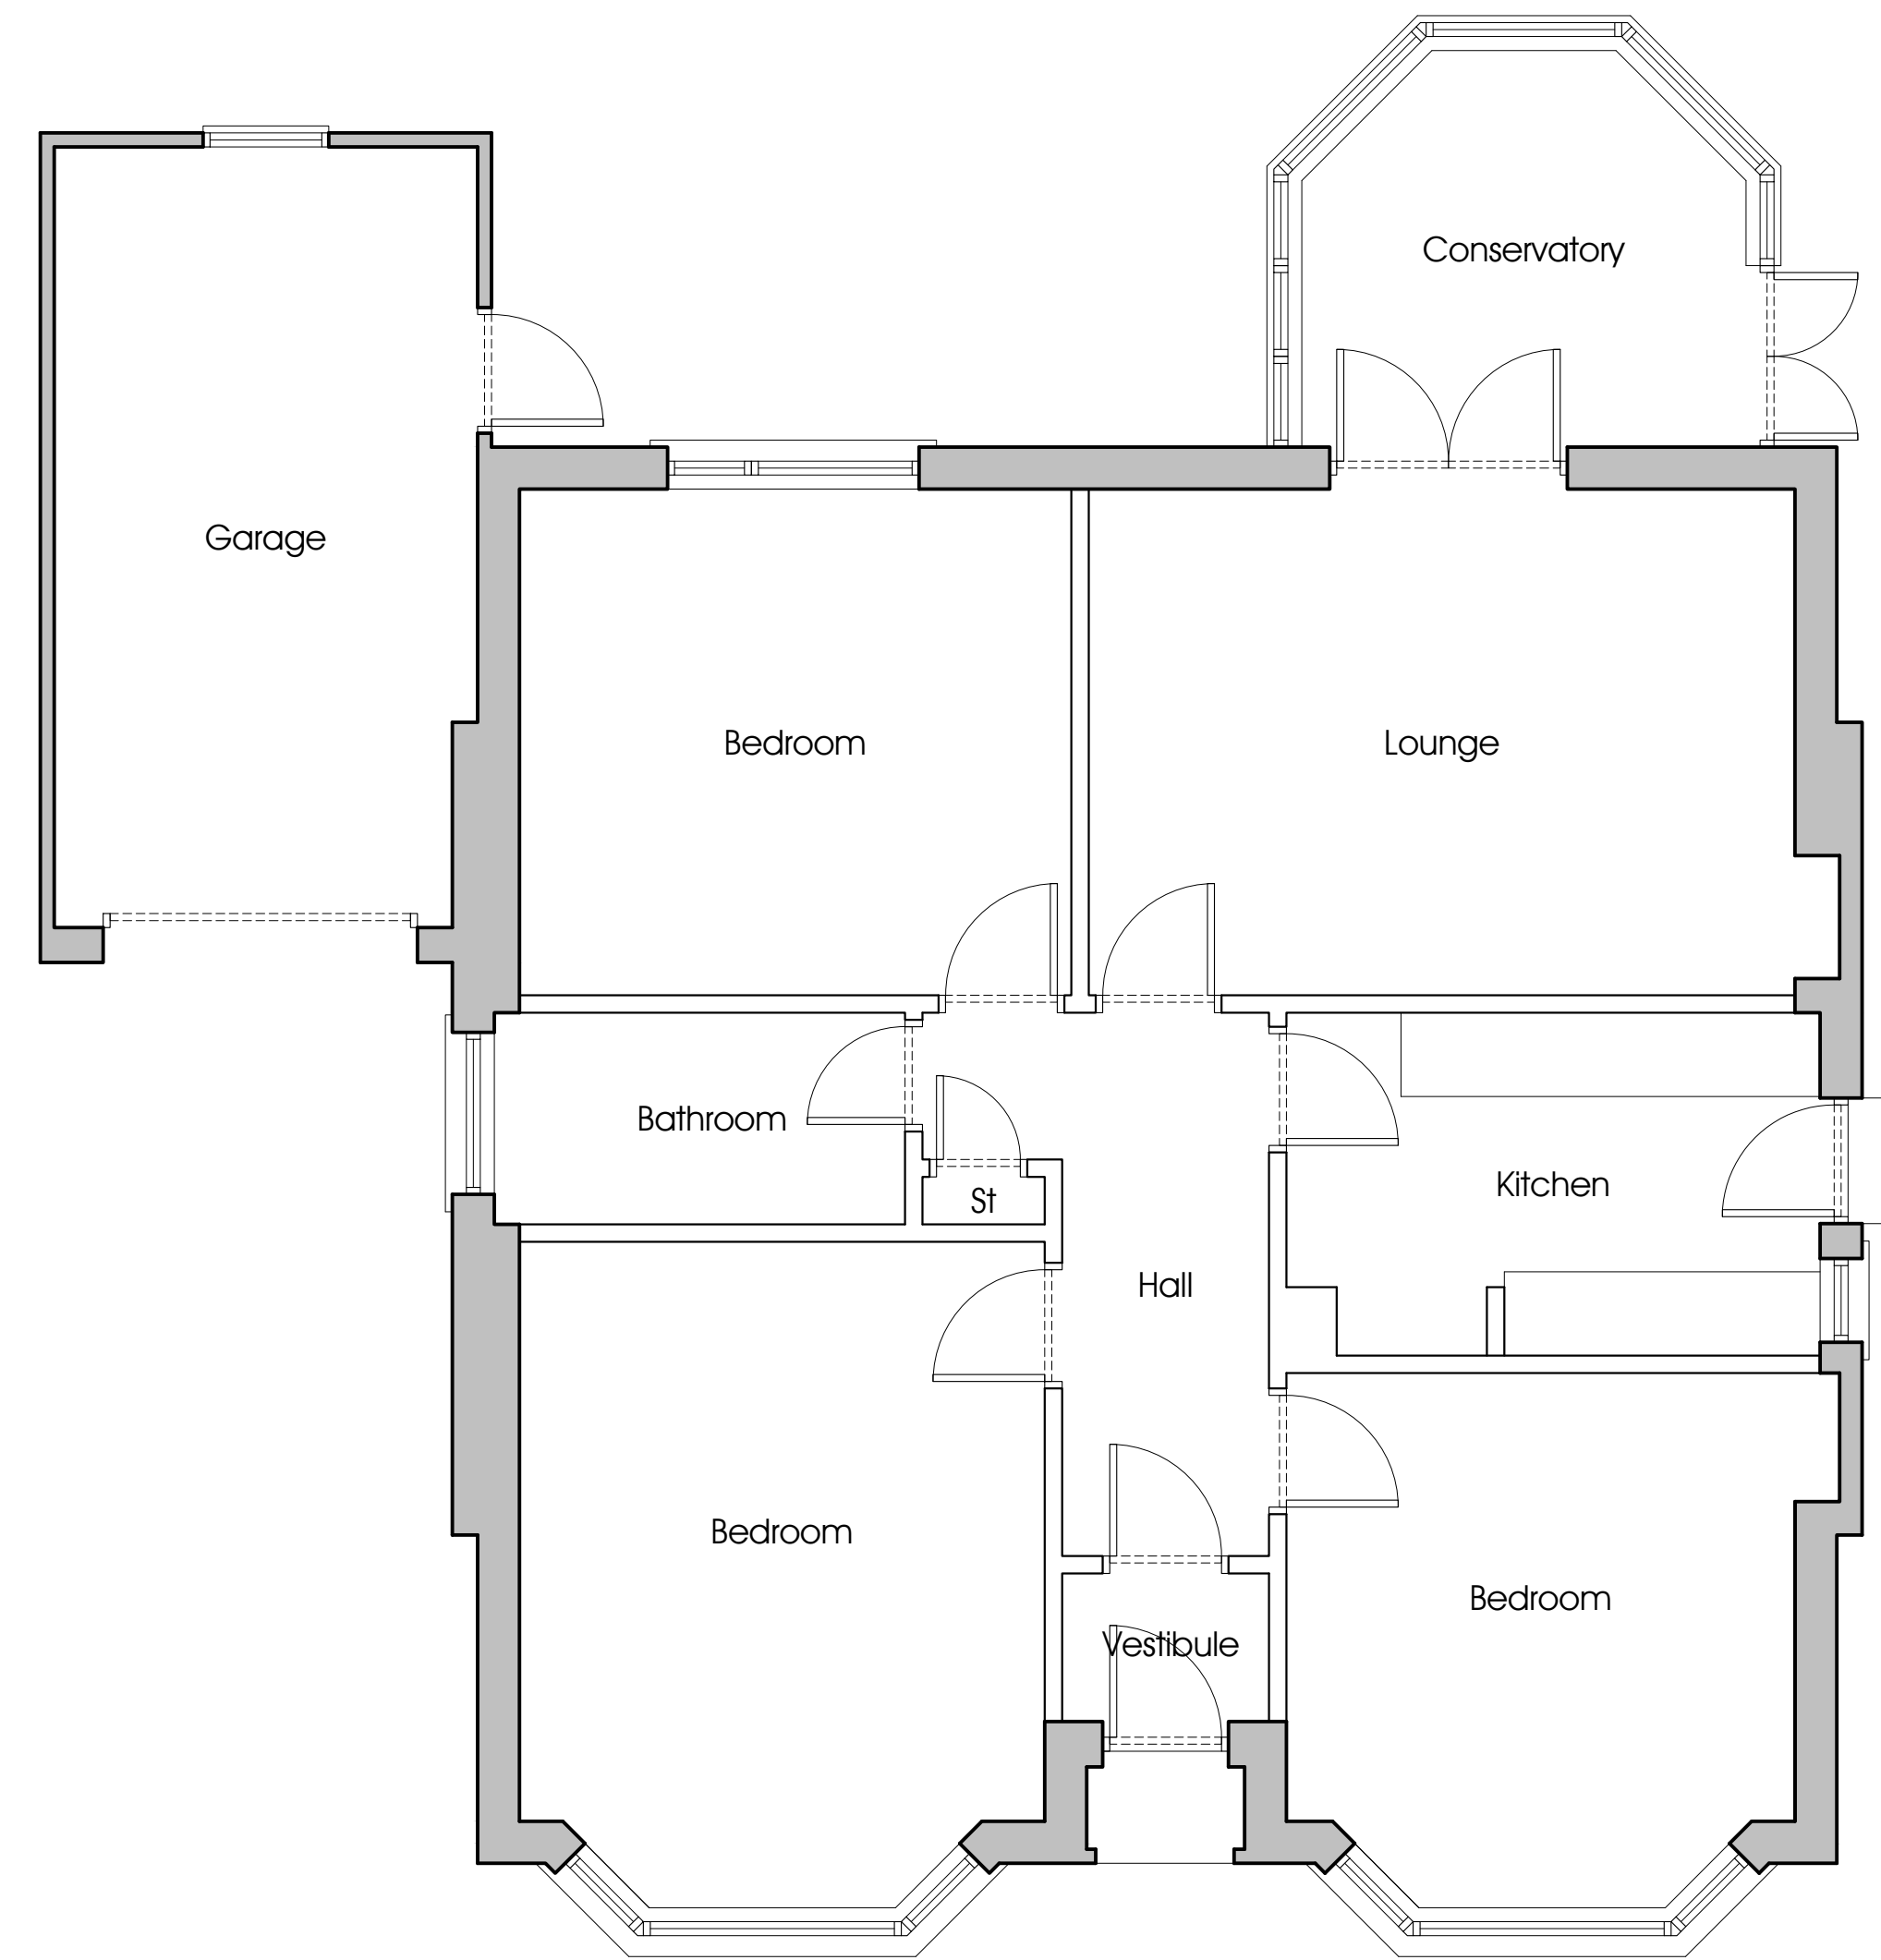 Conservatory
Garage
Bedroom
Lounge
Bathroom
St
Kitchen
Hall
Bedroom
Bedroom
Vestibule